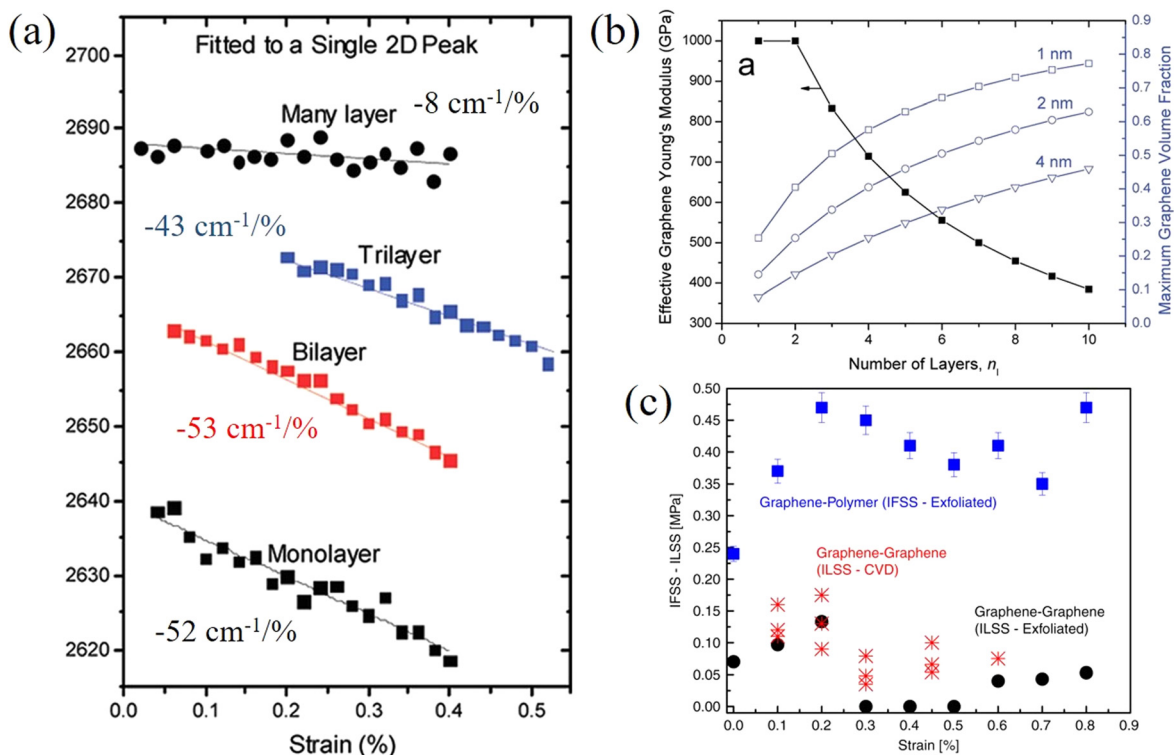 (a)
Fitted to a Single 2D Peak
2700
2690
2680
2670
2660
2650
2640
2630
2620
Many layer
-8 cm-1/%
-43 cm-1/%
Trilayer
Bilayer
-53 cm-1/%
Monolayer
-52 cm-1/%
0.0 0.1 0.2 0.3 0.4 0.5
Strain (%)
(b)
a
Effective Graphene Young's Modulus (GPa)
1000
900
800
700
600
500
400
300
1 nm
2 nm
4 nm
0.9
0.8
0.7
0.6
0.5
0.4
0.3
0.2
0.1
0.0
Maximum Graphene Volume Fraction
0 2 4 6 8 10 12
Number of Layers, nl
(c)
IFSS - ILSS [MPa]
0.50
0.45
0.40
0.35
0.30
0.25
0.20
0.15
0.10
0.05
0.00
Graphene-Polymer (IFSS - Exfoliated)
Graphene-Graphene
(ILSS - CVD)
Graphene-Graphene
(ILSS - Exfoliated)
0.0 0.1 0.2 0.3 0.4 0.5 0.6 0.7 0.8 0.9
Strain [%]